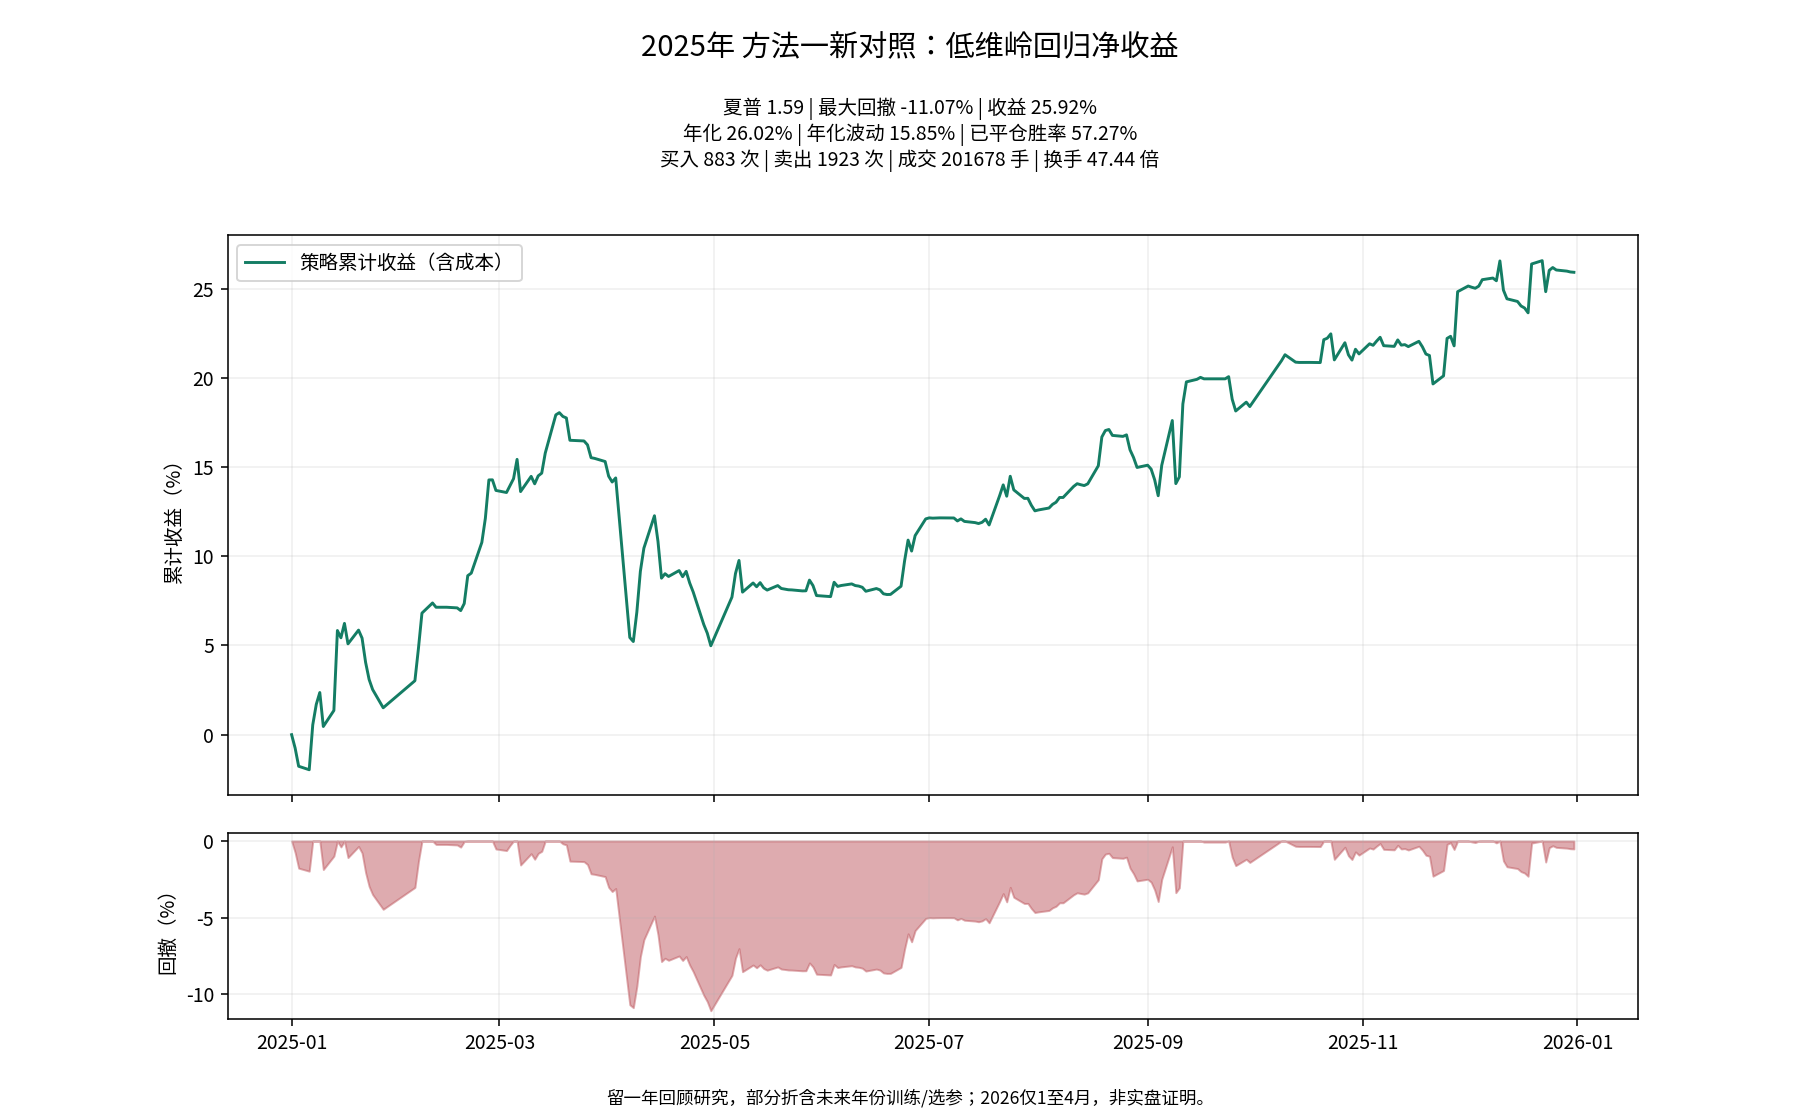 2025年 方法一新对照：低维岭回归净收益
夏普 1.59 | 最大回撤 -11.07% | 收益 25.92%
年化 26.02% | 年化波动 15.85% | 已平仓胜率 57.27%
买入 883 次 | 卖出 1923 次 | 成交 201678 手 | 换手 47.44 倍
策略累计收益（含成本）
累计收益（%）
25
20
15
10
5
0
回撤（%）
0
-5
-10
2025-01
2025-03
2025-05
2025-07
2025-09
2025-11
2026-01
留一年回顾研究，部分折含未来年份训练/选参；2026仅1至4月，非实盘证明。